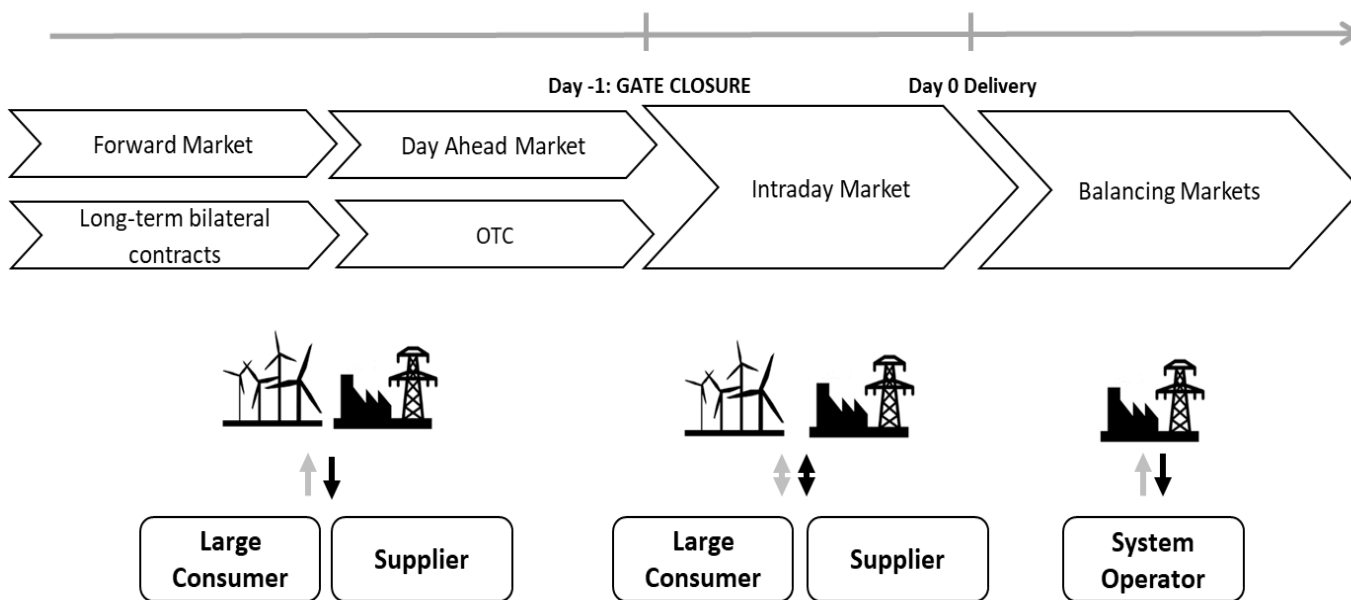 Day -1: GATE CLOSURE
Day 0 Delivery
Forward Market
Day Ahead Market
Intraday Market
Balancing Markets
Long-term bilateral
contracts
OTC
Large
Consumer
Supplier
Large
Consumer
Supplier
System
Operator